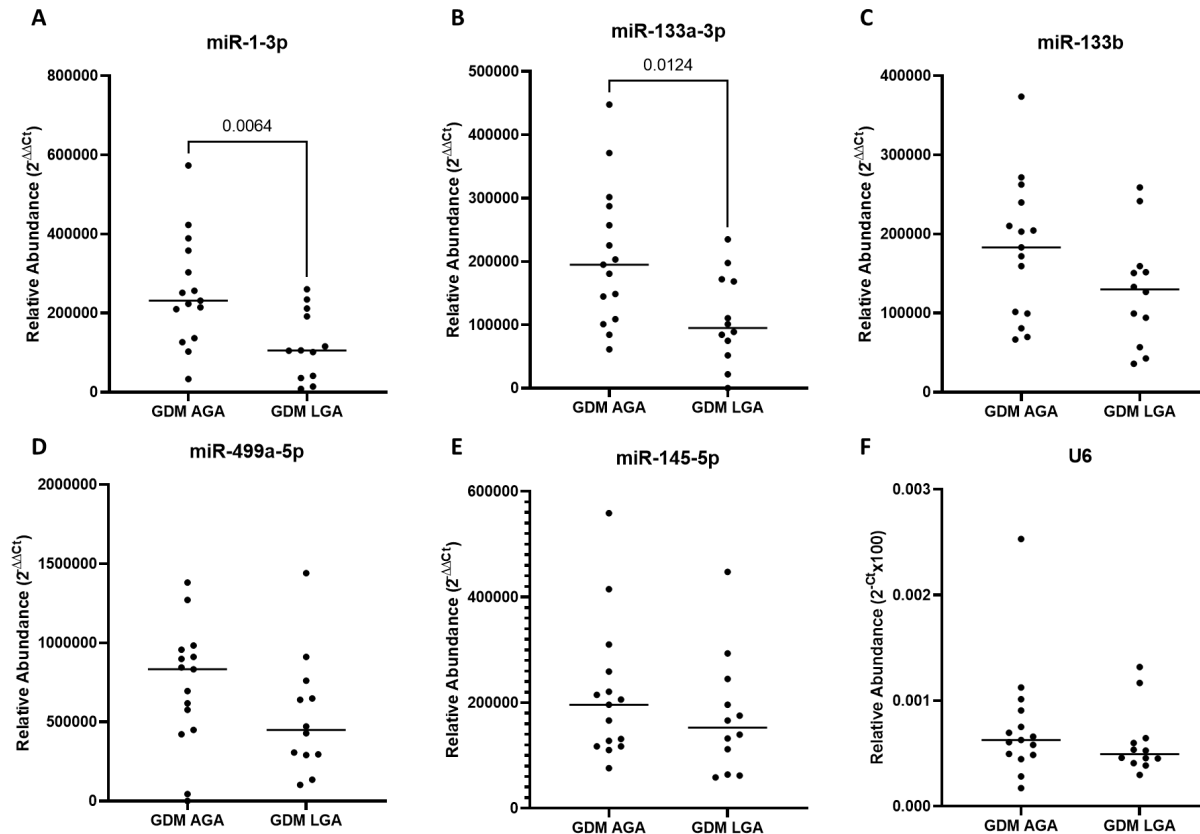 A
miR-1-3p
Relative Abundance (2-ΔΔCt)
800000
600000
400000
200000
0
0.0064
GDM AGA
GDM LGA
B
miR-133a-3p
Relative Abundance (2-ΔΔCt)
500000
400000
300000
200000
100000
0
0.0124
GDM AGA
GDM LGA
C
miR-133b
Relative Abundance (2-ΔΔCt)
400000
300000
200000
100000
0
GDM AGA
GDM LGA
D
miR-499a-5p
Relative Abundance (2-ΔΔCt)
2000000
1500000
1000000
500000
0
GDM AGA
GDM LGA
E
miR-145-5p
Relative Abundance (2-ΔΔCt)
600000
400000
200000
0
GDM AGA
GDM LGA
F
U6
Relative Abundance (2-Ctx100)
0.003
0.002
0.001
0.000
GDM AGA
GDM LGA